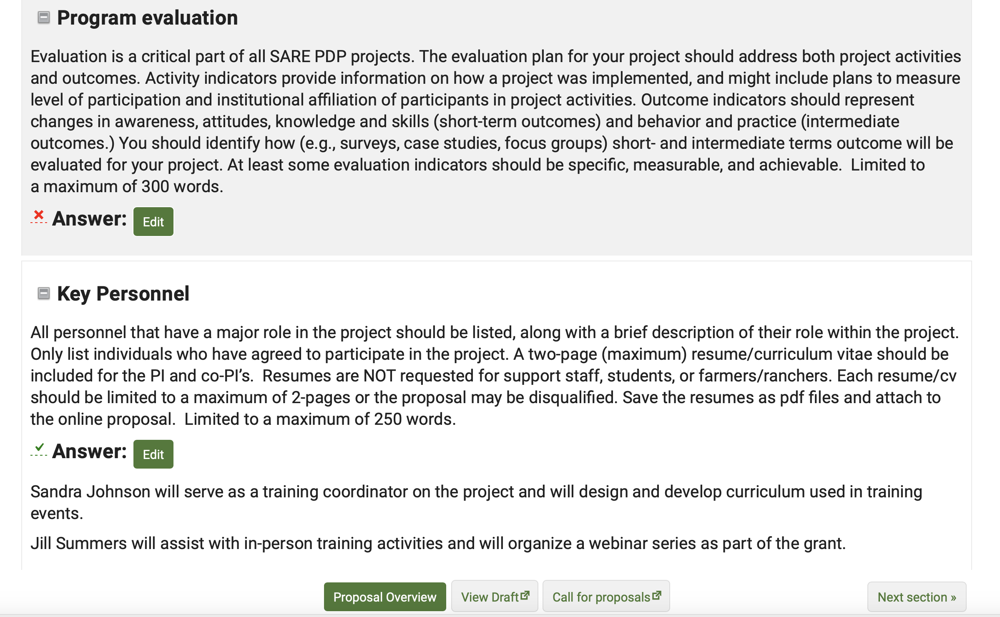 Program evaluation
Evaluation is a critical part of all SARE PDP projects. The evaluation plan for your project should address both project activities
and outcomes. Activity indicators provide information on how a project was implemented, and might include plans to measure
level of participation and institutional affiliation of participants in project activities. Outcome indicators should represent
changes in awareness, attitudes, knowledge and skills (short-term outcomes) and behavior and practice (intermediate
outcomes.) You should identify how (e.g., surveys, case studies, focus groups) short- and intermediate terms outcome will be
evaluated for your project. At least some evaluation indicators should be specific, measurable, and achievable.  Limited to
a maximum of 300 words.
Answer: Edit
Key Personnel
All personnel that have a major role in the project should be listed, along with a brief description of their role within the project.
Only list individuals who have agreed to participate in the project. A two-page (maximum) resume/curriculum vitae should be
included for the PI and co-PI’s.  Resumes are NOT requested for support staff, students, or farmers/ranchers. Each resume/cv
should be limited to a maximum of 2-pages or the proposal may be disqualified. Save the resumes as pdf files and attach to
the online proposal.  Limited to a maximum of 250 words.
Answer: Edit
Sandra Johnson will serve as a training coordinator on the project and will design and develop curriculum used in training
events.
Jill Summers will assist with in-person training activities and will organize a webinar series as part of the grant.
Proposal Overview View Draft Call for proposals Next section »